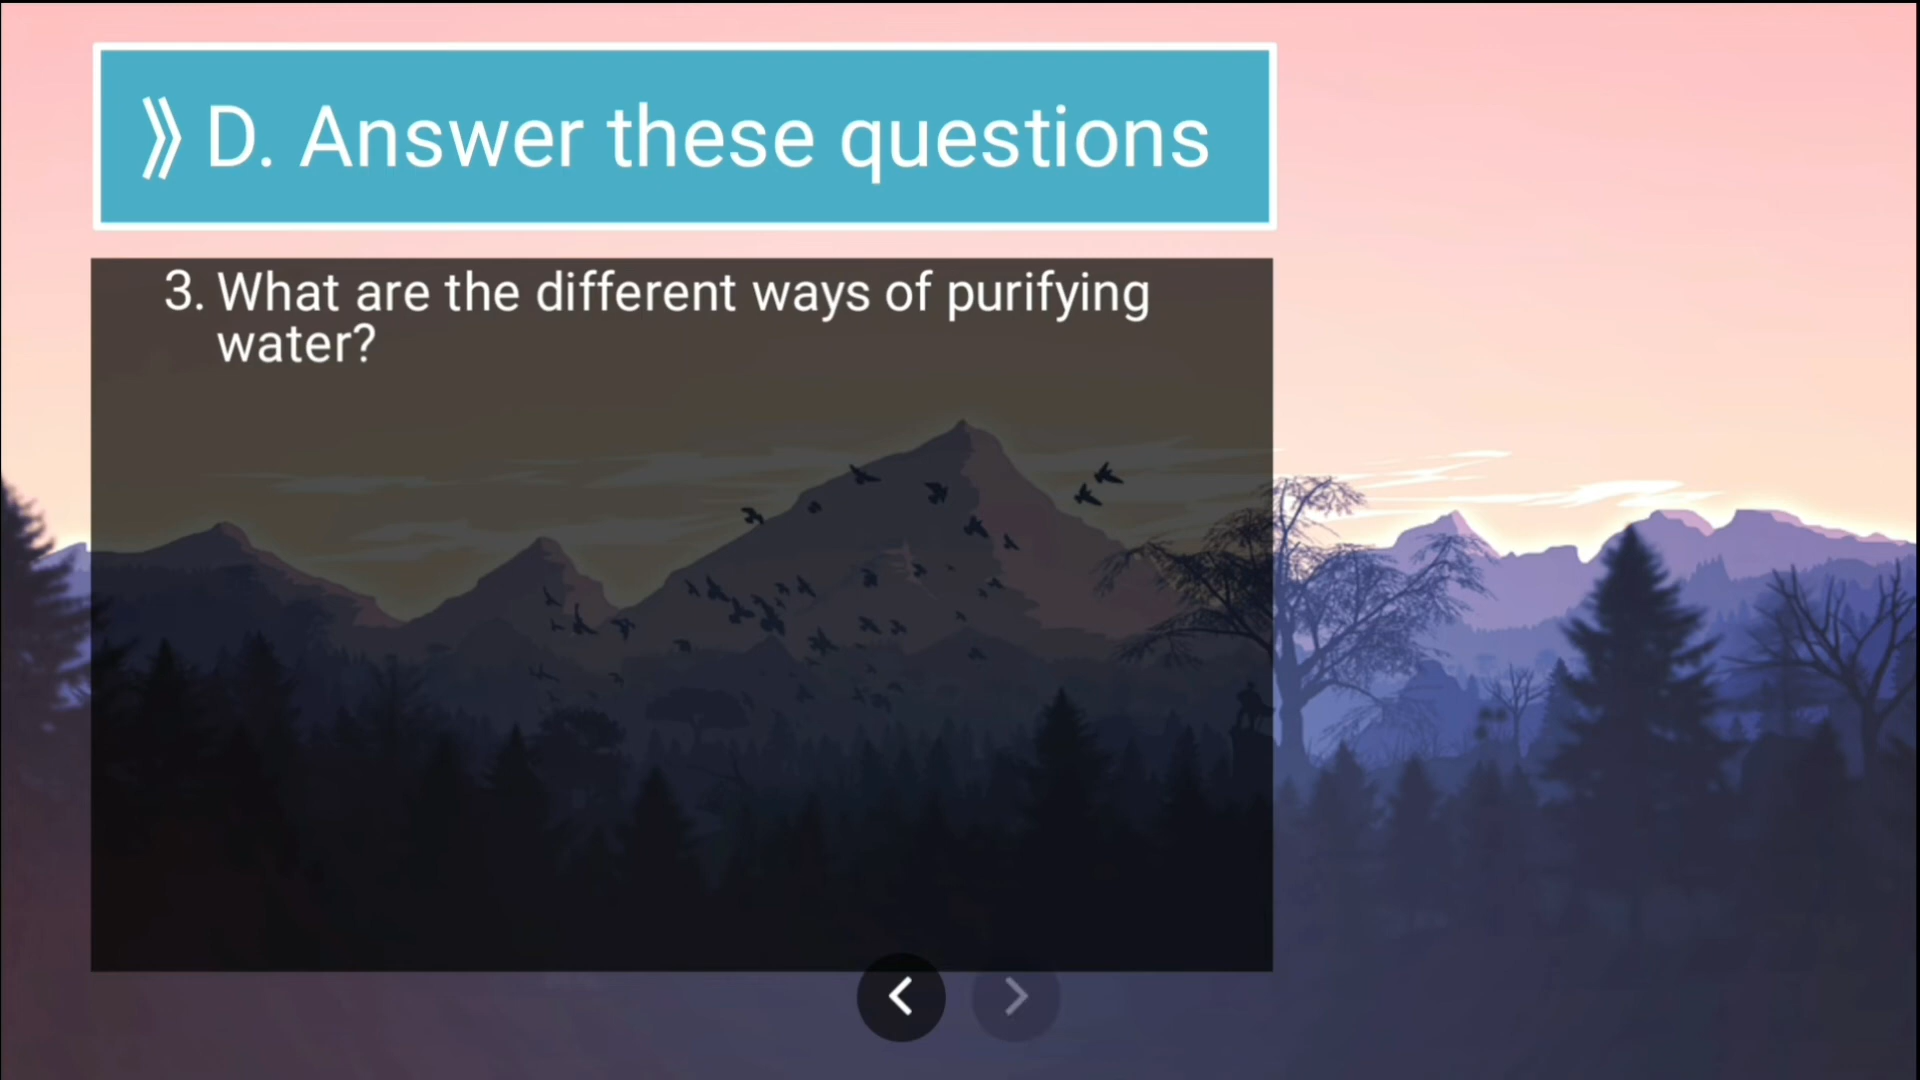 » D. Answer these questions
3. What are the different ways of purifying
water?